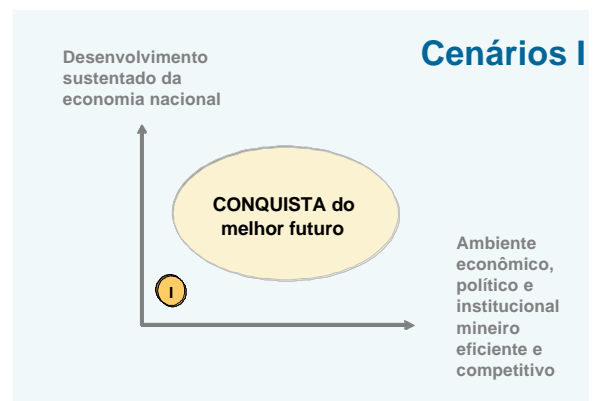 Cenários I
Desenvolvimento
sustentado da
economia nacional
CONQUISTA do
melhor futuro
I
Ambiente
econômico,
político e
institucional
mineiro
eficiente e
competitivo